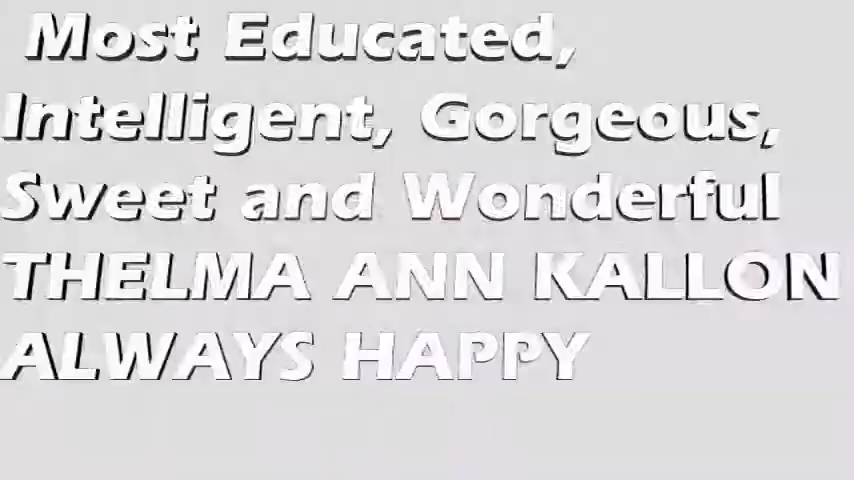 Most Educated,
Intelligent, Gorgeous,
Sweet and Wonderful
THELMA ANN KALLON
ALWAYS HAPPY